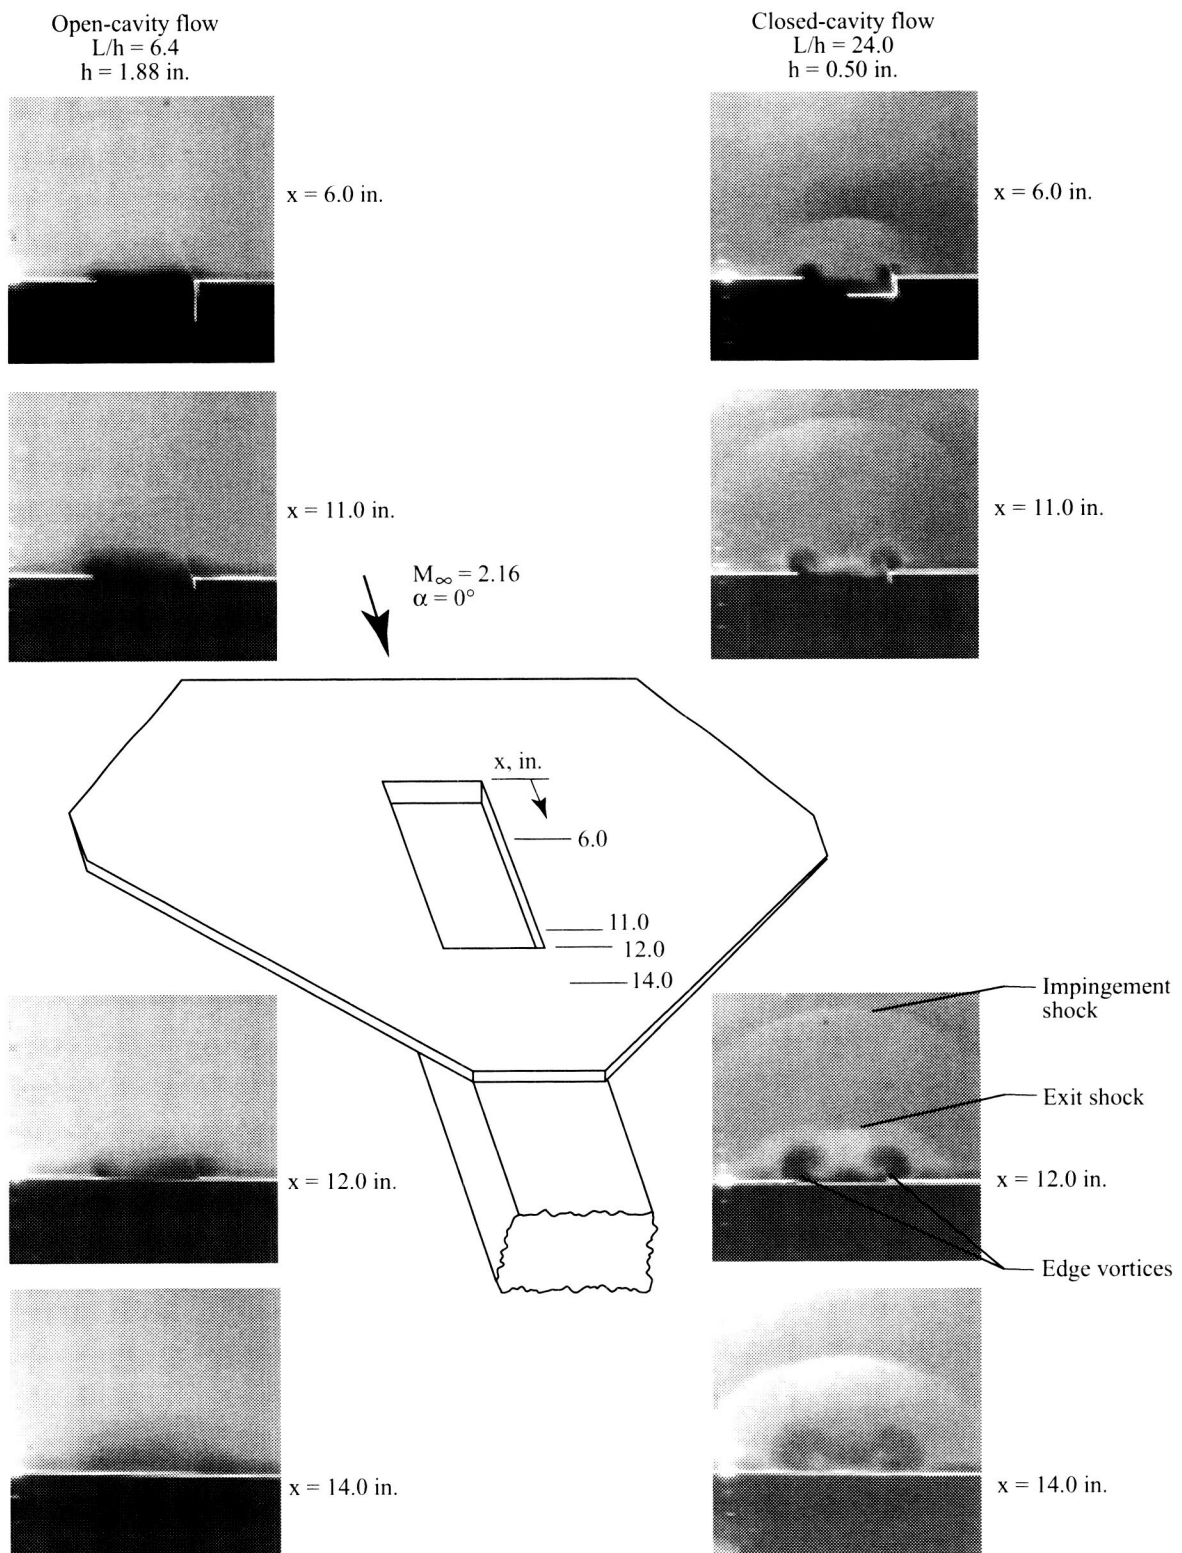 Open-cavity flow
L/h = 6.4
h = 1.88 in.
Closed-cavity flow
L/h = 24.0
h = 0.50 in.
x = 6.0 in.
x = 6.0 in.
x = 11.0 in.
x = 11.0 in.
M∞ = 2.16
α = 0°
x, in.
6.0
11.0
12.0
14.0
Impingement
shock
Exit shock
x = 12.0 in.
x = 12.0 in.
Edge vortices
x = 14.0 in.
x = 14.0 in.